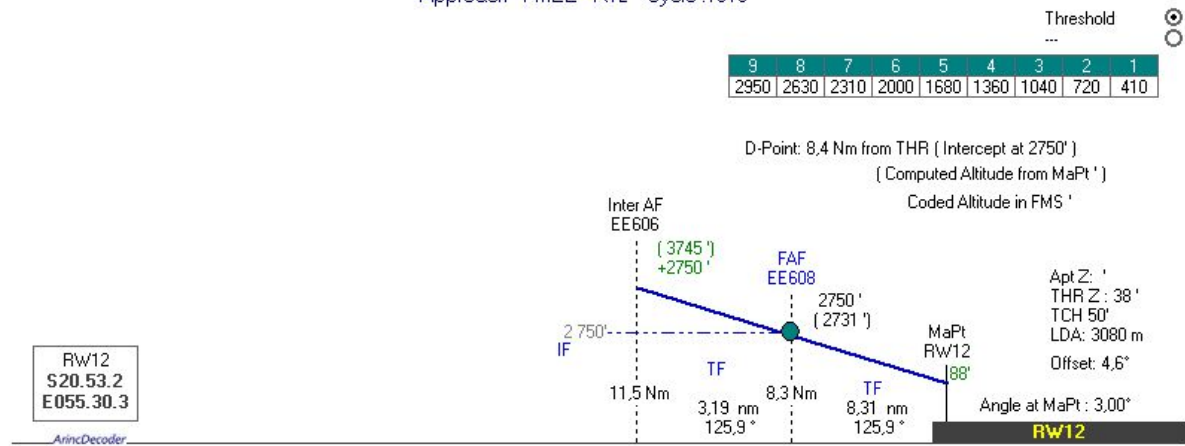 Threshold
---
9 8 7 6 5 4 3 2 1
2950 2630 2310 2000 1680 1360 1040 720 410
D-Point: 8,4 Nm from THR ( Intercept at 2750' )
( Computed Altitude from MaPt ' )
Coded Altitude in FMS '
Inter AF
EE606
( 3745 ')
+2750 '
FAF
EE608
2750 '
( 2731 ')
Apt Z: '
THR Z : 38 '
TCH 50'
LDA: 3080 m
Offset: 4,6°
2 750'
IF
MaPt
RW12
88'
TF
TF
11,5 Nm
3,19 nm
125,9 °
8,3 Nm
8,31 nm
125,9 °
Angle at MaPt : 3,00°
RW12
RW12
S20.53.2
E055.30.3
ArincDecoder